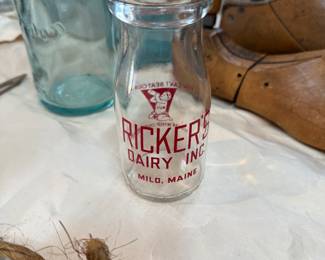 RICKER'S
DAIRY INC.
MILO, MAINE